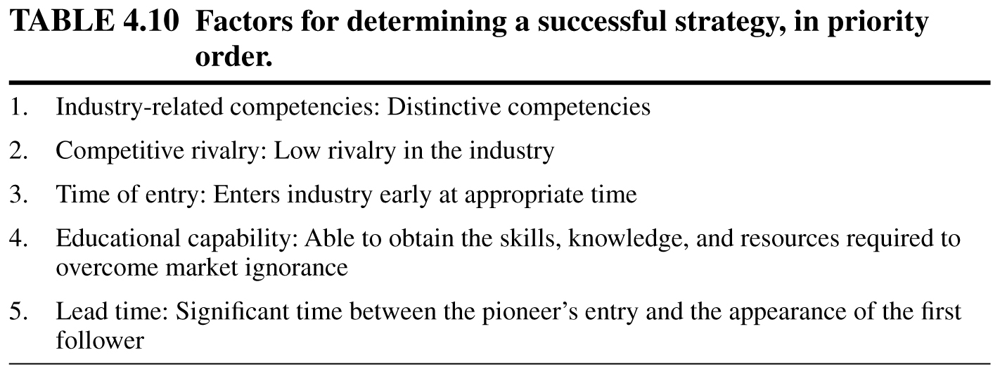 TABLE 4.10 Factors for determining a successful strategy, in priority
order.
1. Industry-related competencies: Distinctive competencies
2. Competitive rivalry: Low rivalry in the industry
3. Time of entry: Enters industry early at appropriate time
4. Educational capability: Able to obtain the skills, knowledge, and resources required to
overcome market ignorance
5. Lead time: Significant time between the pioneer’s entry and the appearance of the first
follower